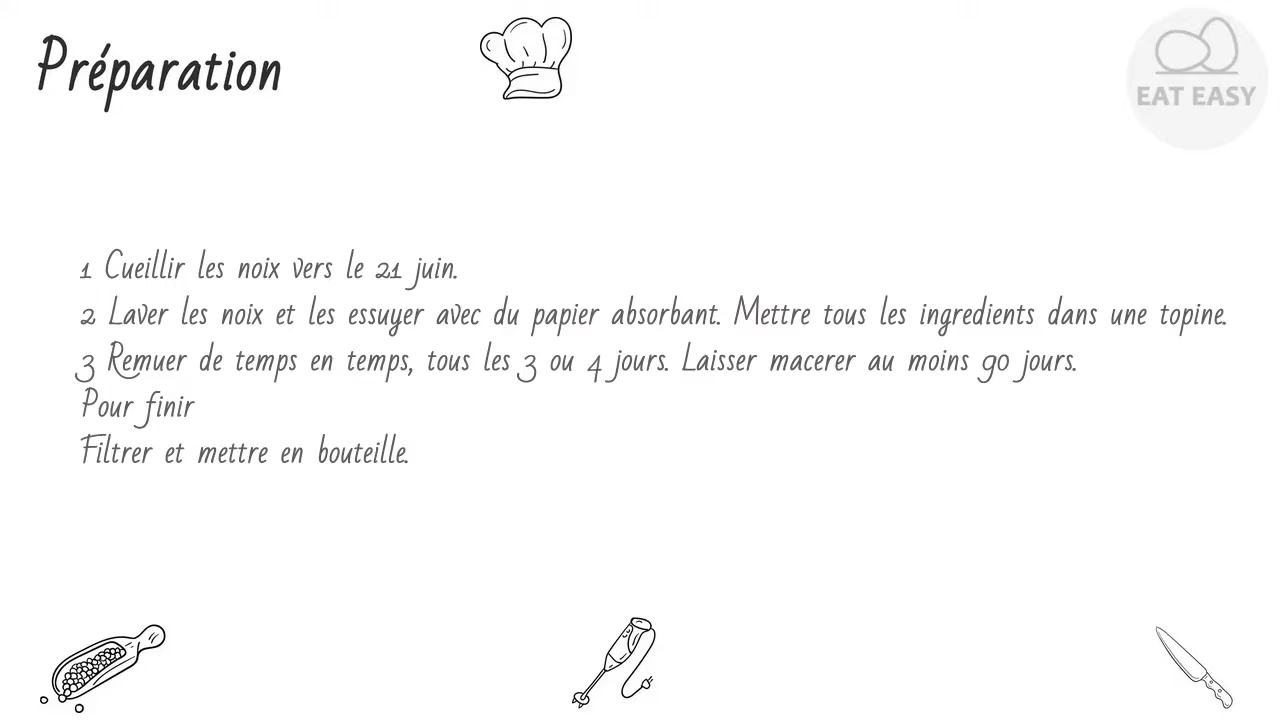 Préparation
EAT EASY
1 Cueillir les noix vers le 21 juin.
2 Laver les noix et les essuyer avec du papier absorbant. Mettre tous les ingredients dans une topine.
3 Remuer de temps en temps, tous les 3 ou 4 jours. Laisser macerer au moins 90 jours.
Pour finir
Filtrer et mettre en bouteille.